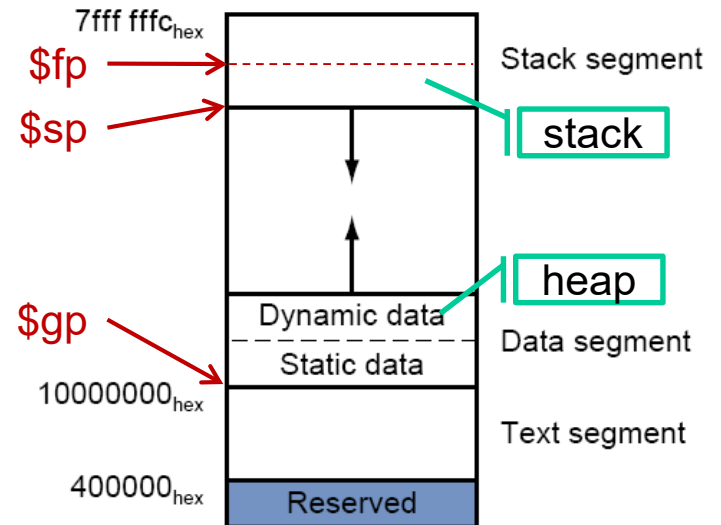 7fff fffchex
$fp
Stack segment
$sp
stack
heap
Dynamic data
$gp
Data segment
Static data
10000000hex
Text segment
400000hex
Reserved